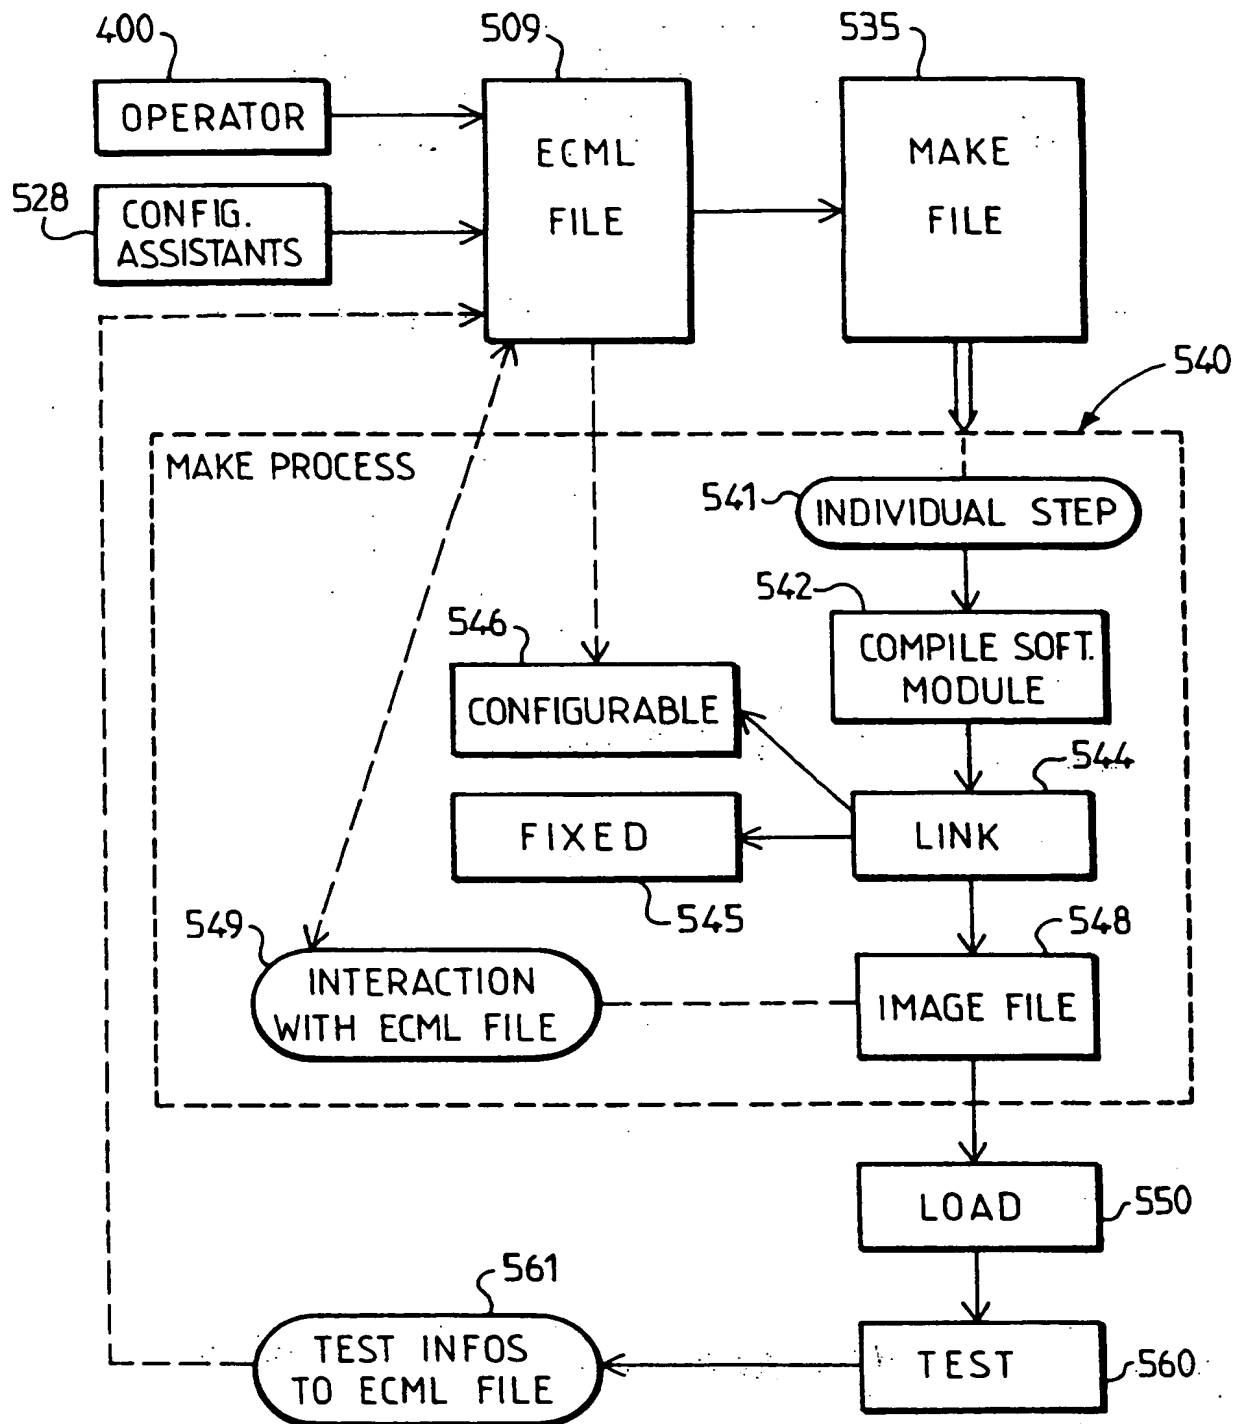 400
509
535
OPERATOR
ECML
FILE
MAKE
FILE
528
CONFIG.
ASSISTANTS
540
MAKE PROCESS
541
INDIVIDUAL STEP
542
COMPILE SOFT.
MODULE
546
CONFIGURABLE
544
LINK
FIXED
545
548
IMAGE FILE
549
INTERACTION
WITH ECML FILE
LOAD
550
561
TEST INFOS
TO ECML FILE
TEST
560